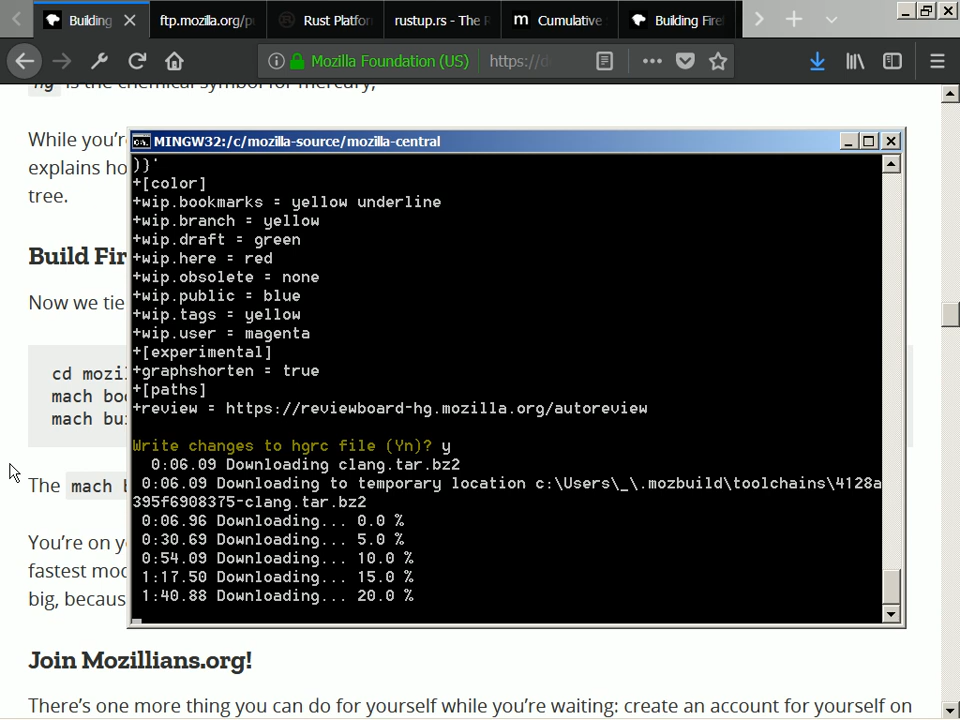 Building
ftp.mozilla.org/pu
Rust Platfor
rustup.rs - The R
Cumulative
Building Fire
Mozilla Foundation (US)
https://d
hg is the chemical symbol for mercury,
While you're
explains ho
tree.
Build Fir
Now we tie
cd mozil
mach boo
mach bui
The mach b
You're on yo
fastest mod
big, becaus
MINGW32:/c/mozilla-source/mozilla-central
)}'
+[color]
+wip.bookmarks = yellow underline
+wip.branch = yellow
+wip.draft = green
+wip.here = red
+wip.obsolete = none
+wip.public = blue
+wip.tags = yellow
+wip.user = magenta
+[experimental]
+graphshorten = true
+[paths]
+review = https://reviewboard-hg.mozilla.org/autoreview
Write changes to hgrc file (Yn)? y
0:06.09 Downloading clang.tar.bz2
0:06.09 Downloading to temporary location c:\Users\_\.mozbuild\toolchains\4128a
395f6908375-clang.tar.bz2
0:06.96 Downloading... 0.0 %
0:30.69 Downloading... 5.0 %
0:54.09 Downloading... 10.0 %
1:17.50 Downloading... 15.0 %
1:40.88 Downloading... 20.0 %
Join Mozillians.org!
There's one more thing you can do for yourself while you're waiting: create an account for yourself on